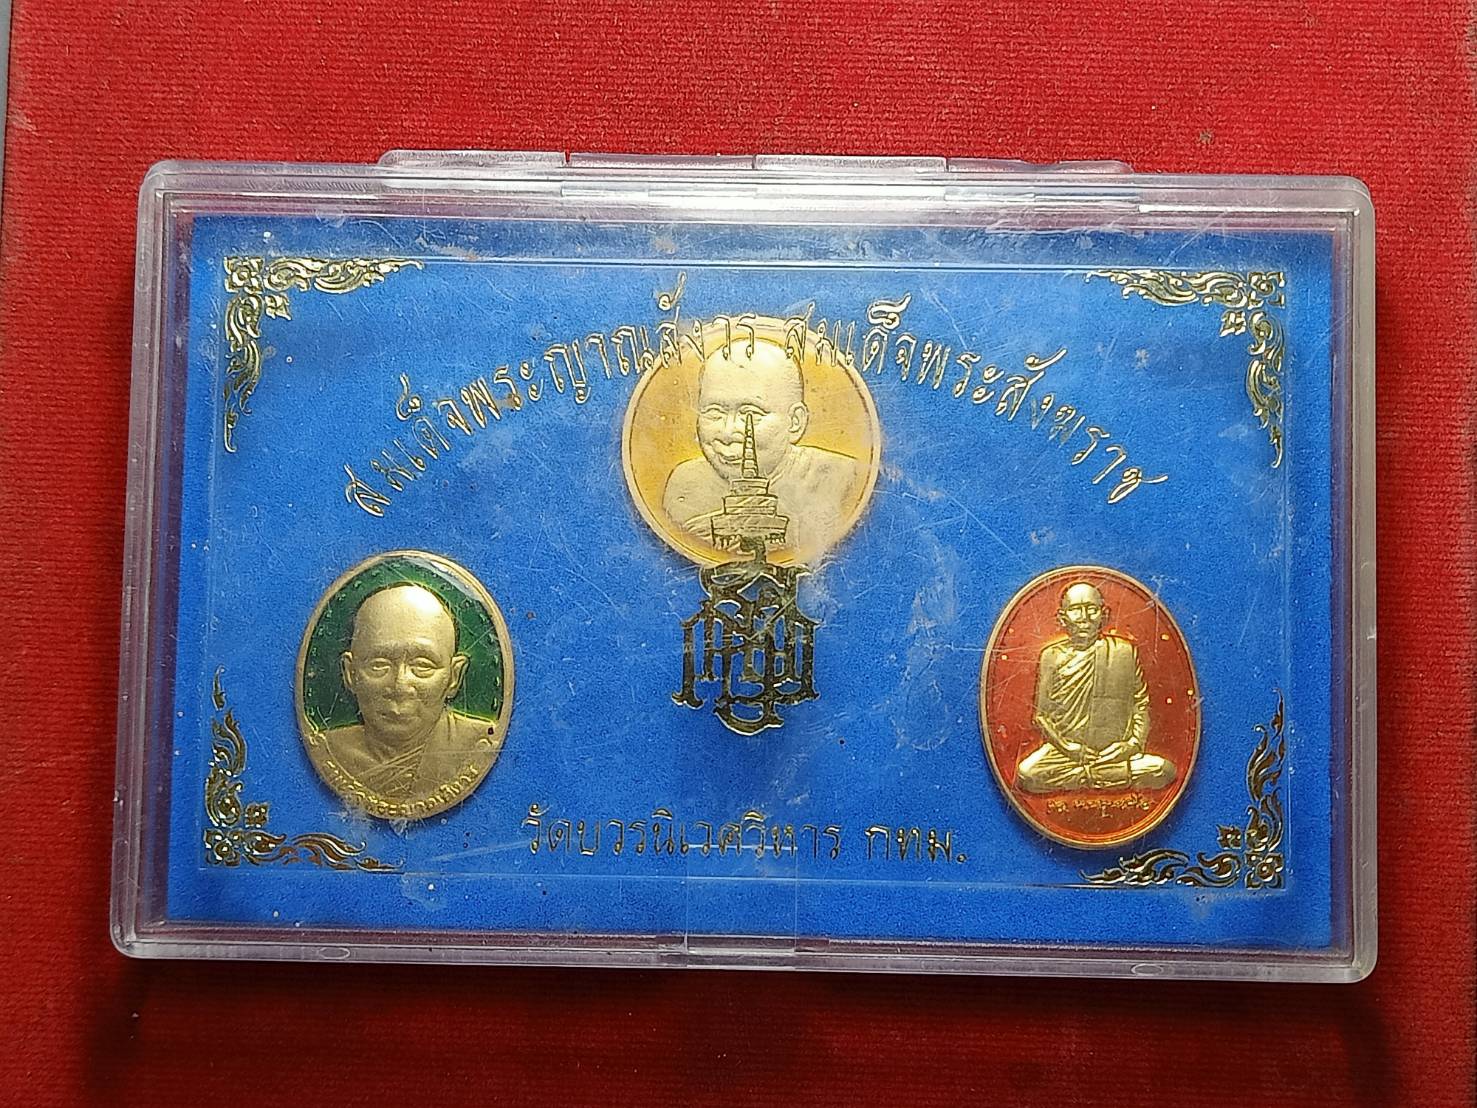 สมเด็จพระญาณสังวร สมเด็จพระสังฆราช
วัดบวรนิเวศวิหาร กทม.